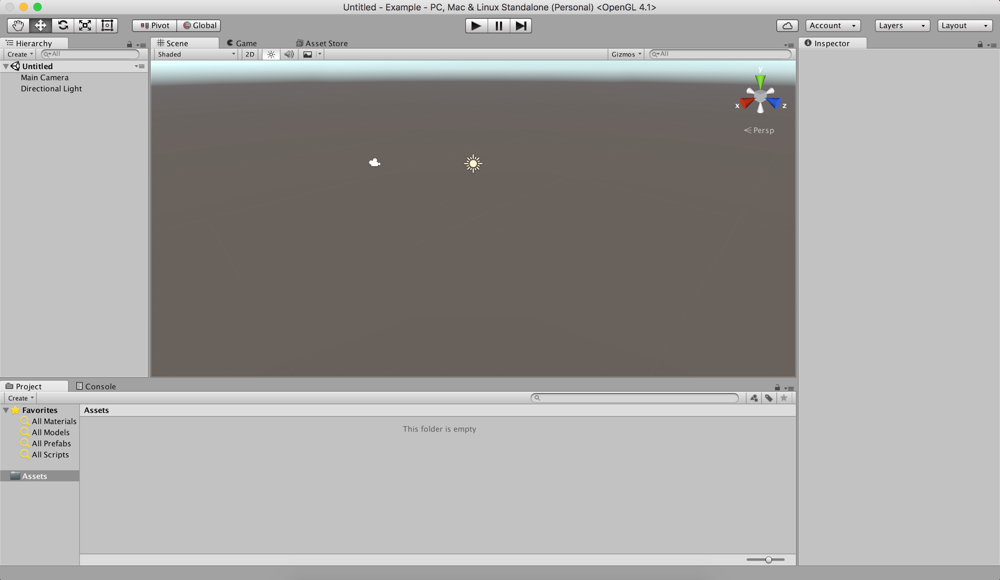 Untitled - Example - PC, Mac & Linux Standalone (Personal) <OpenGL 4.1>
Pivot Global Account Layers Layout
Hierarchy Scene Game Asset Store Inspector
Create All Shaded 2D Gizmos All
Untitled
Main Camera
Directional Light
y
x z
Persp
Project Console
Create
Favorites Assets
All Materials
This folder is empty
All Models
All Prefabs
All Scripts
Assets